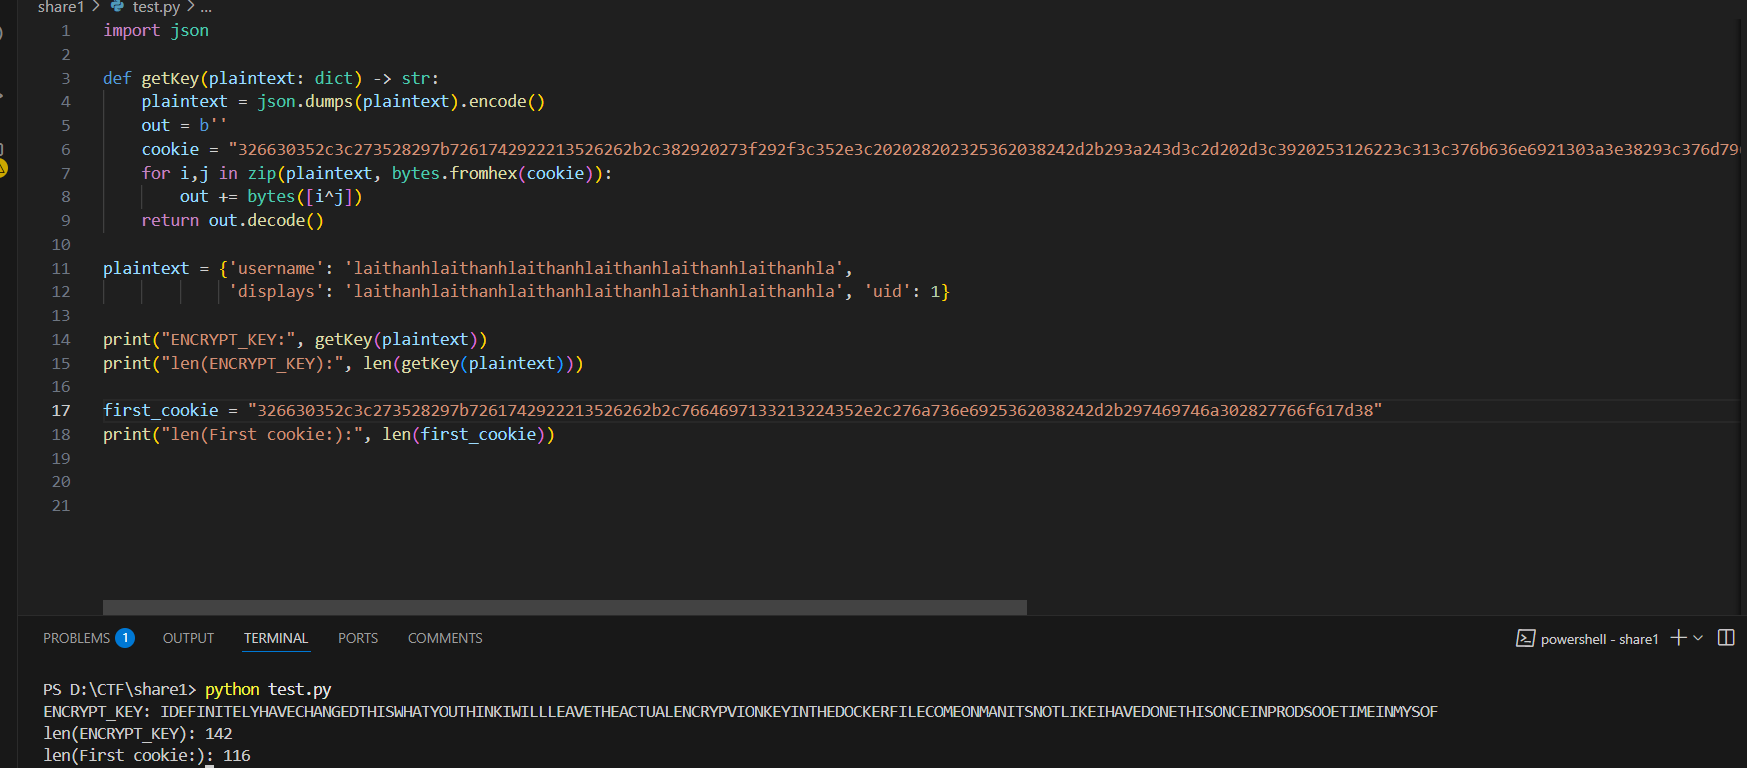 share1 > test.py > ...
1 import json
2
3 def getKey(plaintext: dict) -> str:
4     plaintext = json.dumps(plaintext).encode()
5     out = b''
6     cookie = "326630352c3c273528297b7261742922213526262b2c382920273f292f3c352e3c202028202325362038242d2b293a243d3c2d202d3c3920253126223c313c376b636e6921303a3e38293c376d79
7     for i,j in zip(plaintext, bytes.fromhex(cookie)):
8         out += bytes([i^j])
9     return out.decode()
10
11 plaintext = {'username': 'laithanhlaithanhlaithanhlaithanhlaithanhlaithanhla',
12              'displays': 'laithanhlaithanhlaithanhlaithanhlaithanhlaithanhla', 'uid': 1}
13
14 print("ENCRYPT_KEY:", getKey(plaintext))
15 print("len(ENCRYPT_KEY):", len(getKey(plaintext)))
16
17 first_cookie = "326630352c3c273528297b7261742922213526262b2c7664697133213224352e2c276a736e6925362038242d2b297469746a302827766f617d38"
18 print("len(First cookie:):", len(first_cookie))
19
20
21
PROBLEMS 1 OUTPUT TERMINAL PORTS COMMENTS
powershell - share1
PS D:\CTF\share1> python test.py
ENCRYPT_KEY: IDEFINITELYHAVECHANGEDTHISWHATYOUTHINKIWILLLEAVETHEACTUALENCRYPVIONKEYINTHEDOCKERFILECOMEONMANITSNOTLIKEIHAVEDONETHISONCEINPRODSOOETIMEINMYSOF
len(ENCRYPT_KEY): 142
len(First cookie:): 116